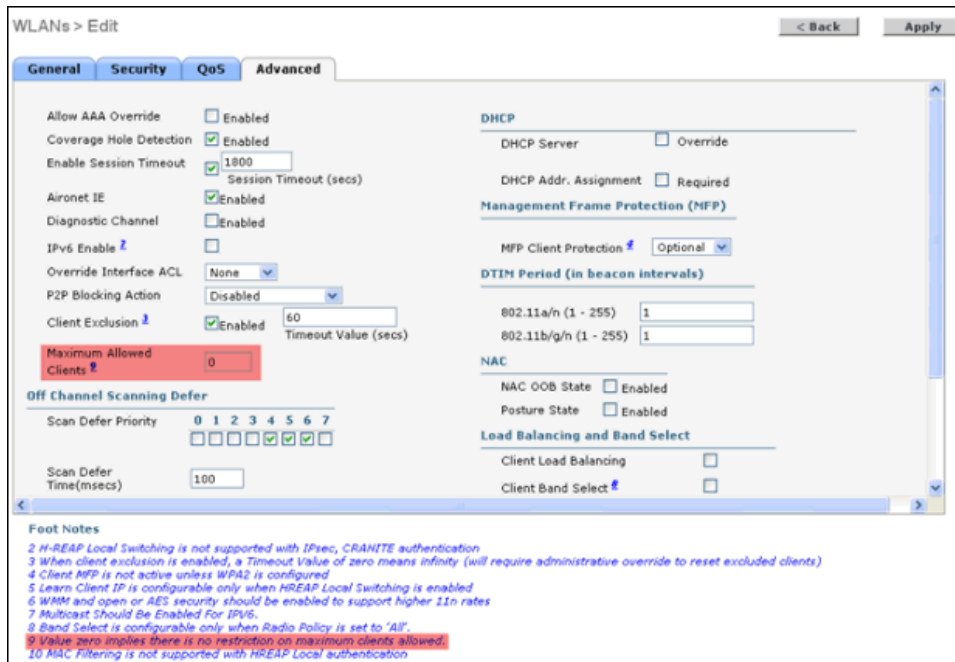 WLANs > Edit
< Back
Apply
General
Security
QoS
Advanced
Allow AAA Override
Enabled
Coverage Hole Detection
Enabled
Enable Session Timeout
1800
Session Timeout (secs)
Aironet IE
Enabled
Diagnostic Channel
Enabled
IPv6 Enable 7
Override Interface ACL
None
P2P Blocking Action
Disabled
Client Exclusion 3
Enabled
60
Timeout Value (secs)
Maximum Allowed
Clients 9
0
Off Channel Scanning Defer
Scan Defer Priority
0 1 2 3 4 5 6 7
Scan Defer
Time(msecs)
100
DHCP
DHCP Server
Override
DHCP Addr. Assignment
Required
Management Frame Protection (MFP)
MFP Client Protection 4
Optional
DTIM Period (in beacon intervals)
802.11a/n (1 - 255)
1
802.11b/g/n (1 - 255)
1
NAC
NAC OOB State
Enabled
Posture State
Enabled
Load Balancing and Band Select
Client Load Balancing
Client Band Select
Foot Notes
2 H-REAP Local Switching is not supported with IPsec, CRANITE authentication
3 When client exclusion is enabled, a Timeout Value of zero means infinity (will require administrative override to reset excluded clients)
4 Client MFP is not active unless WPA2 is configured
5 Learn Client IP is configurable only when HREAP Local Switching is enabled
6 WMM and open or AES security should be enabled to support higher 11n rates
7 Multicast Should Be Enabled For IPV6.
8 Band Select is configurable only when Radio Policy is set to 'All'.
9 Value zero implies there is no restriction on maximum clients allowed.
10 MAC Filtering is not supported with HREAP Local authentication